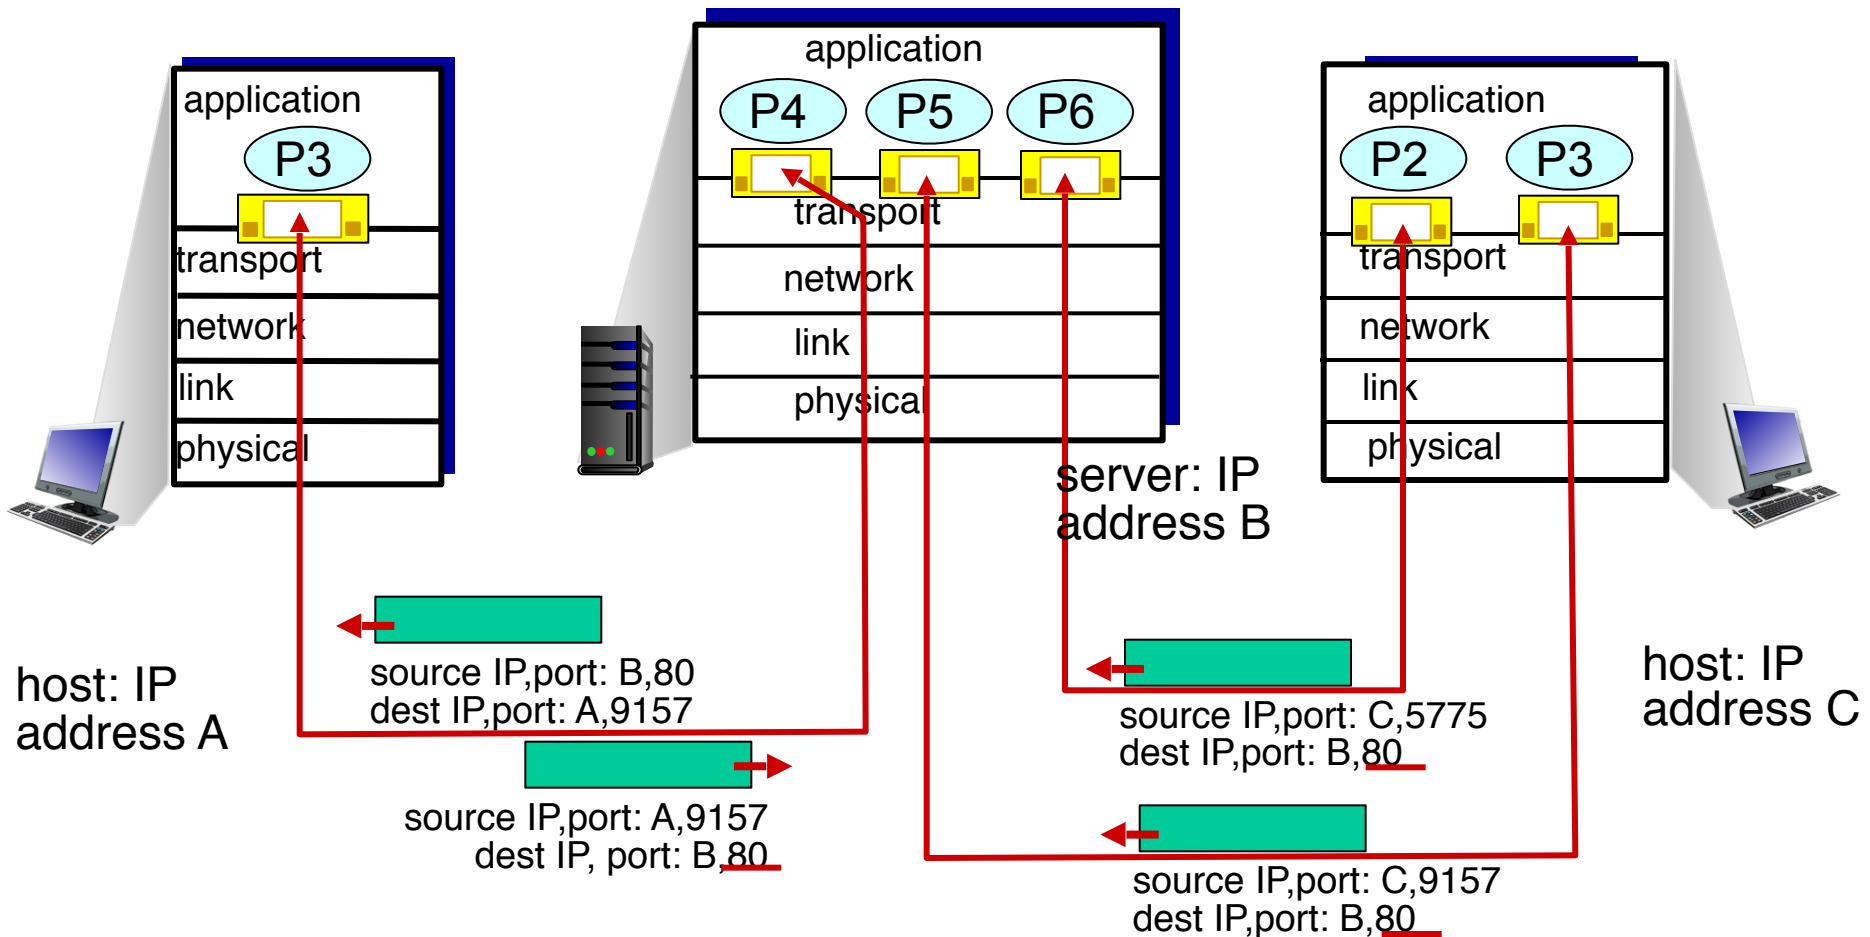 application
P3
transport
network
link
physical
host: IP
address A
application
P4
P5
P6
transport
network
link
physical
server: IP
address B
application
P2
P3
transport
network
link
physical
host: IP
address C
source IP,port: B,80
dest IP,port: A,9157
source IP,port: A,9157
dest IP, port: B,80
source IP,port: C,5775
dest IP,port: B,80
source IP,port: C,9157
dest IP,port: B,80